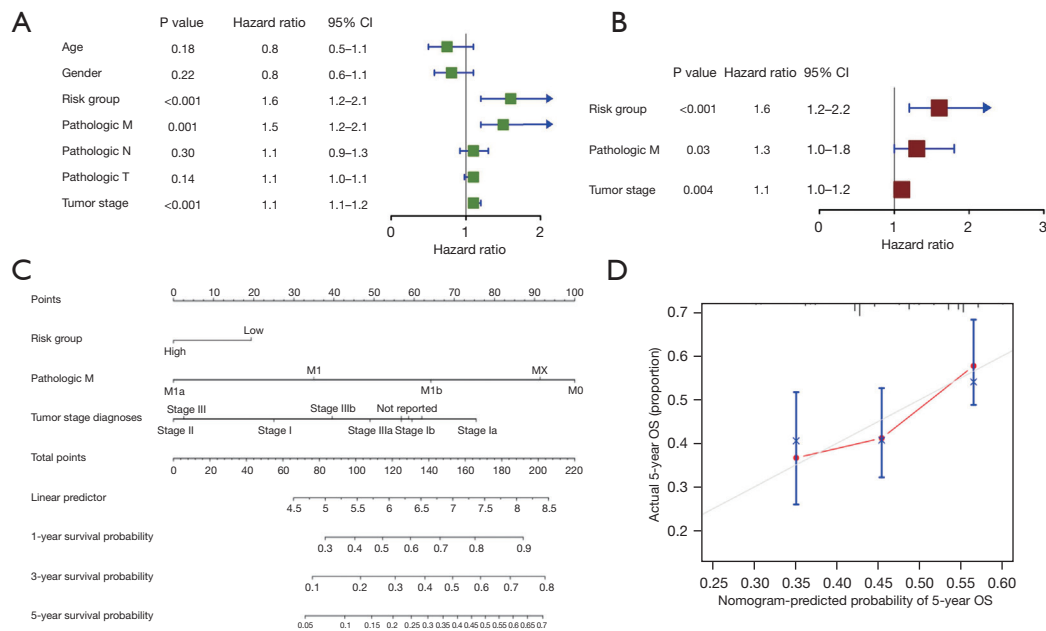 A
P value Hazard ratio 95% CI
Age 0.18 0.8 0.5–1.1
Gender 0.22 0.8 0.6–1.1
Risk group <0.001 1.6 1.2–2.1
Pathologic M 0.001 1.5 1.2–2.1
Pathologic N 0.30 1.1 0.9–1.3
Pathologic T 0.14 1.1 1.0–1.1
Tumor stage <0.001 1.1 1.1–1.2
0 1 2
Hazard ratio
B
P value Hazard ratio 95% CI
Risk group <0.001 1.6 1.2–2.2
Pathologic M 0.03 1.3 1.0–1.8
Tumor stage 0.004 1.1 1.0–1.2
0 1 2 3
Hazard ratio
C
Points 0 10 20 30 40 50 60 70 80 90 100
Low
Risk group
High
M1 MX
Pathologic M
M1a M1b M0
Stage III Stage IIIb Not reported
Tumor stage diagnoses
Stage II Stage I Stage IIIa Stage Ib Stage Ia
Total points 0 20 40 60 80 100 120 140 160 180 200 220
Linear predictor
4.5 5 5.5 6 6.5 7 7.5 8 8.5
1-year survival probability
0.3 0.4 0.5 0.6 0.7 0.8 0.9
3-year survival probability
0.1 0.2 0.3 0.4 0.5 0.6 0.7 0.8
5-year survival probability
0.05 0.1 0.15 0.2 0.25 0.3 0.35 0.4 0.45 0.5 0.55 0.6 0.65 0.7
D
Actual 5-year OS (proportion)
0.7
0.6
0.5
0.4
0.3
0.2
0.25 0.30 0.35 0.40 0.45 0.50 0.55 0.60
Nomogram-predicted probability of 5-year OS